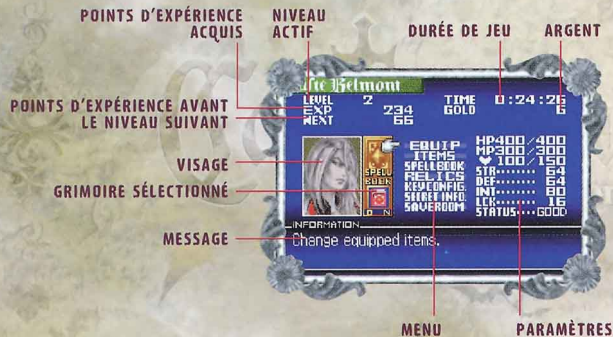 POINTS D'EXPÉRIENCE
ACQUIS
NIVEAU
ACTIF
DURÉE DE JEU
ARGENT
Belmont
LEVEL 2 TIME 0:24:26
EXP 234 GOLD G
NEXT 66
POINTS D'EXPÉRIENCE AVANT
LE NIVEAU SUIVANT
VISAGE
GRIMOIRE SÉLECTIONNÉ
MESSAGE
SPELL
BOOK
EQUIP
ITEMS
SPELLBOOK
RELICS
KEYCONFIG.
SECRET INFO.
SAVEROOM
HP400/400
MP300/300
100/150
STR........ 64
DEF........ 64
INT........ 80
LCK........ 16
STATUS...GOOD
INFORMATION
Change equipped items.
MENU
PARAMÈTRES